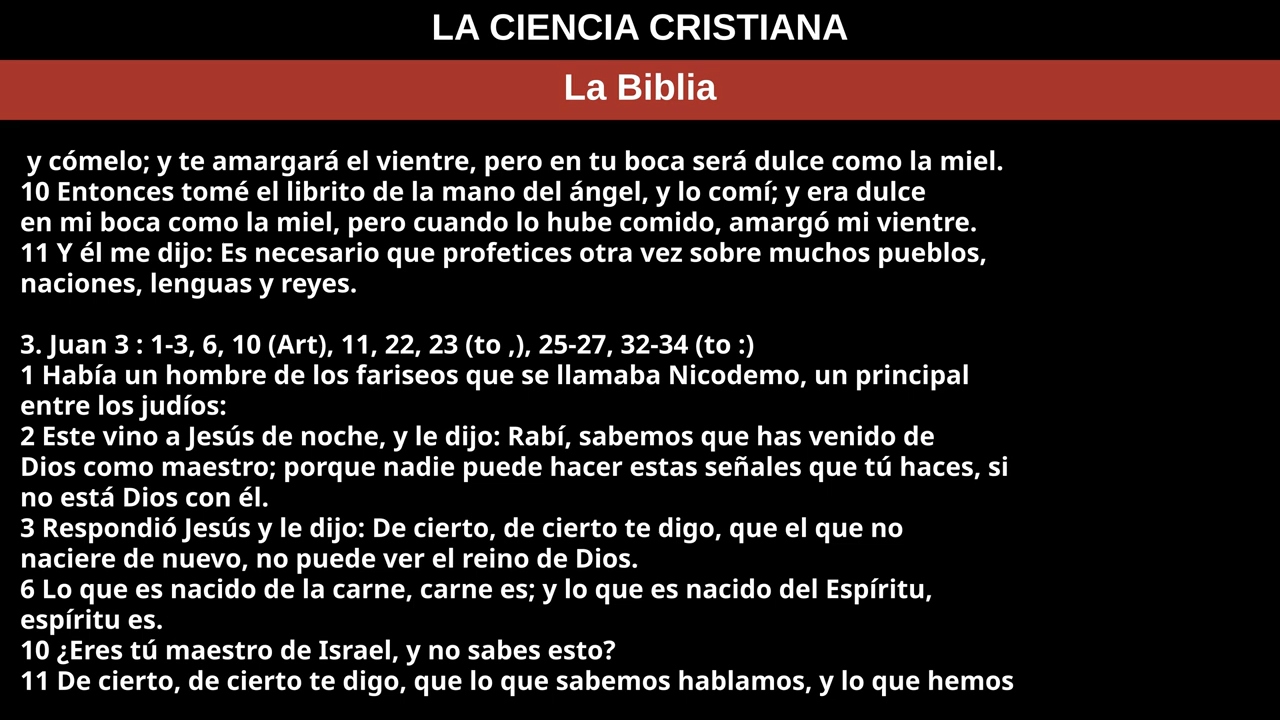 LA CIENCIA CRISTIANA
La Biblia
y cómelo; y te amargará el vientre, pero en tu boca será dulce como la miel.
10 Entonces tomé el librito de la mano del ángel, y lo comí; y era dulce
en mi boca como la miel, pero cuando lo hube comido, amargó mi vientre.
11 Y él me dijo: Es necesario que profetices otra vez sobre muchos pueblos,
naciones, lenguas y reyes.
3. Juan 3 : 1-3, 6, 10 (Art), 11, 22, 23 (to ,), 25-27, 32-34 (to :)
1 Había un hombre de los fariseos que se llamaba Nicodemo, un principal
entre los judíos:
2 Este vino a Jesús de noche, y le dijo: Rabí, sabemos que has venido de
Dios como maestro; porque nadie puede hacer estas señales que tú haces, si
no está Dios con él.
3 Respondió Jesús y le dijo: De cierto, de cierto te digo, que el que no
naciere de nuevo, no puede ver el reino de Dios.
6 Lo que es nacido de la carne, carne es; y lo que es nacido del Espíritu,
espíritu es.
10 ¿Eres tú maestro de Israel, y no sabes esto?
11 De cierto, de cierto te digo, que lo que sabemos hablamos, y lo que hemos